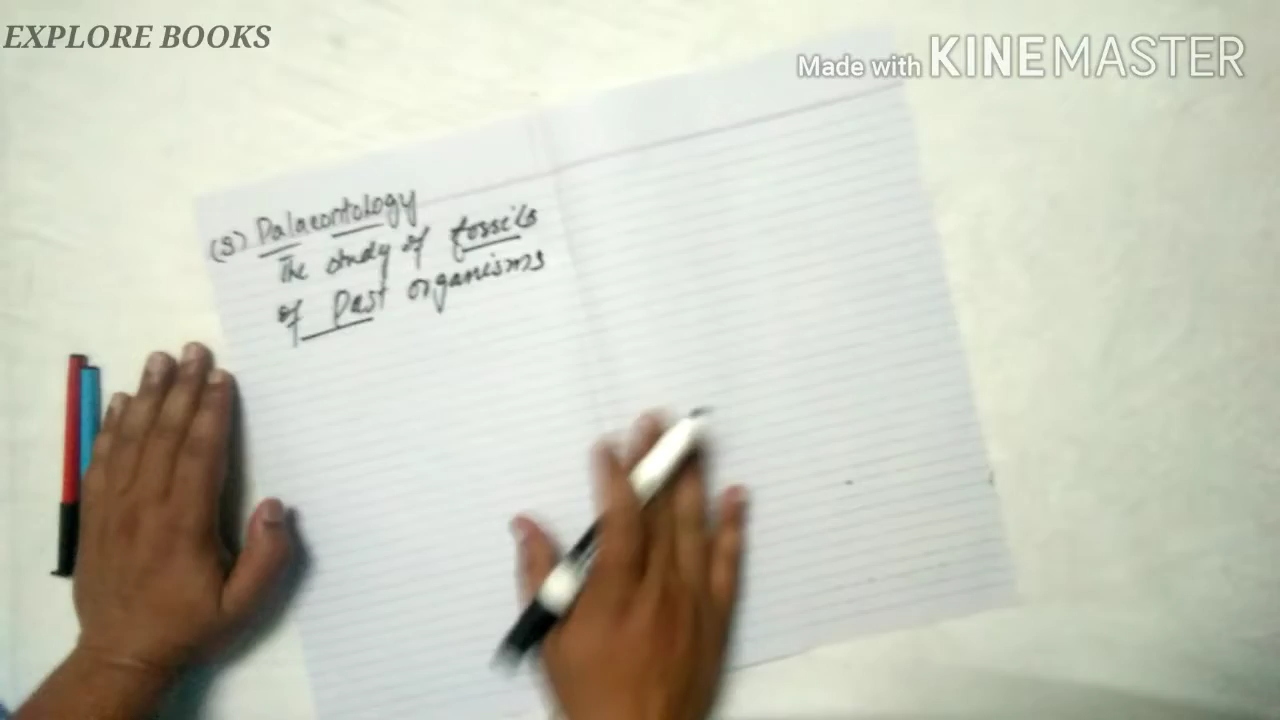 EXPLORE BOOKS
Made with KINEMASTER
(8) Palaeontology
The study of fossils
of Past organisms